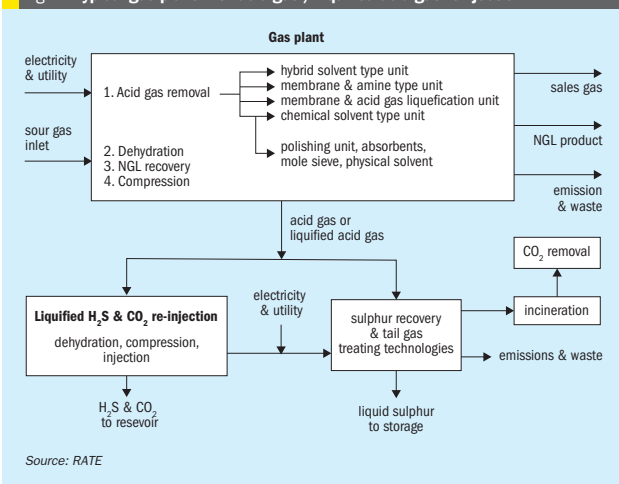 Gas plant
electricity
& utility
sour gas
inlet
1. Acid gas removal
hybrid solvent type unit
membrane & amine type unit
membrane & acid gas liquefication unit
chemical solvent type unit
polishing unit, absorbents,
mole sieve, physical solvent
2. Dehydration
3. NGL recovery
4. Compression
sales gas
NGL product
emission
& waste
acid gas or
liquified acid gas
CO₂ removal
incineration
Liquified H₂S & CO₂ re-injection
dehydration, compression,
injection
electricity
& utility
sulphur recovery
& tail gas
treating technologies
emissions & waste
H₂S & CO₂
to resevoir
liquid sulphur
to storage
Source: RATE